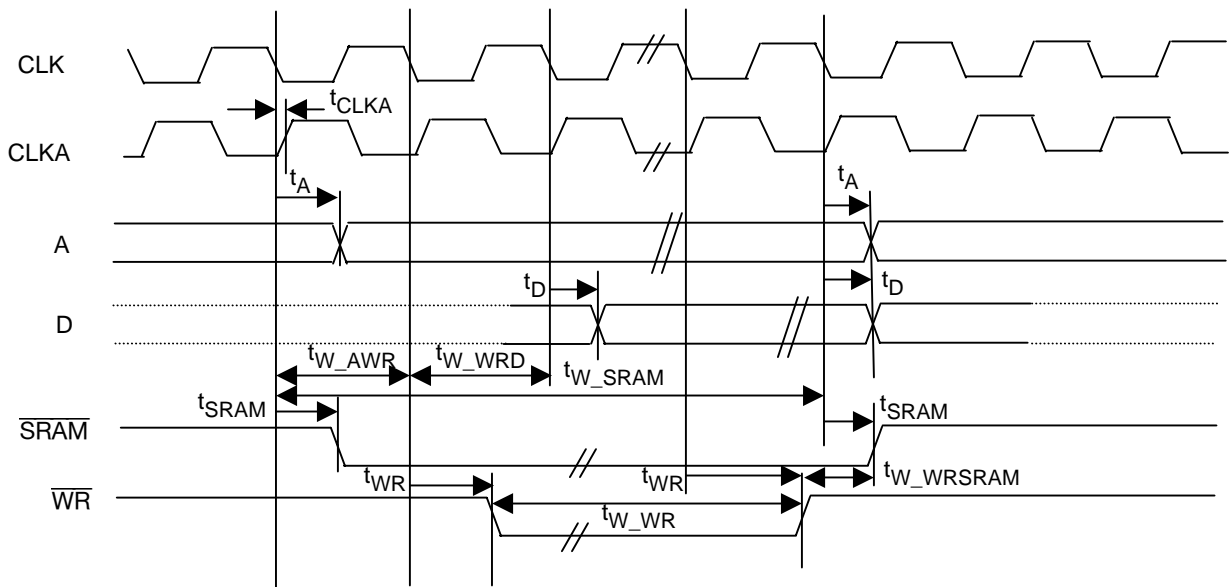 CLK
tCLKA
CLKA
tA
tA
A
tD
tD
D
tW_AWR
tW_WRD
tW_SRAM
tSRAM
tSRAM
SRAM
tWR
tWR
tW_WRSRAM
WR
tW_WR